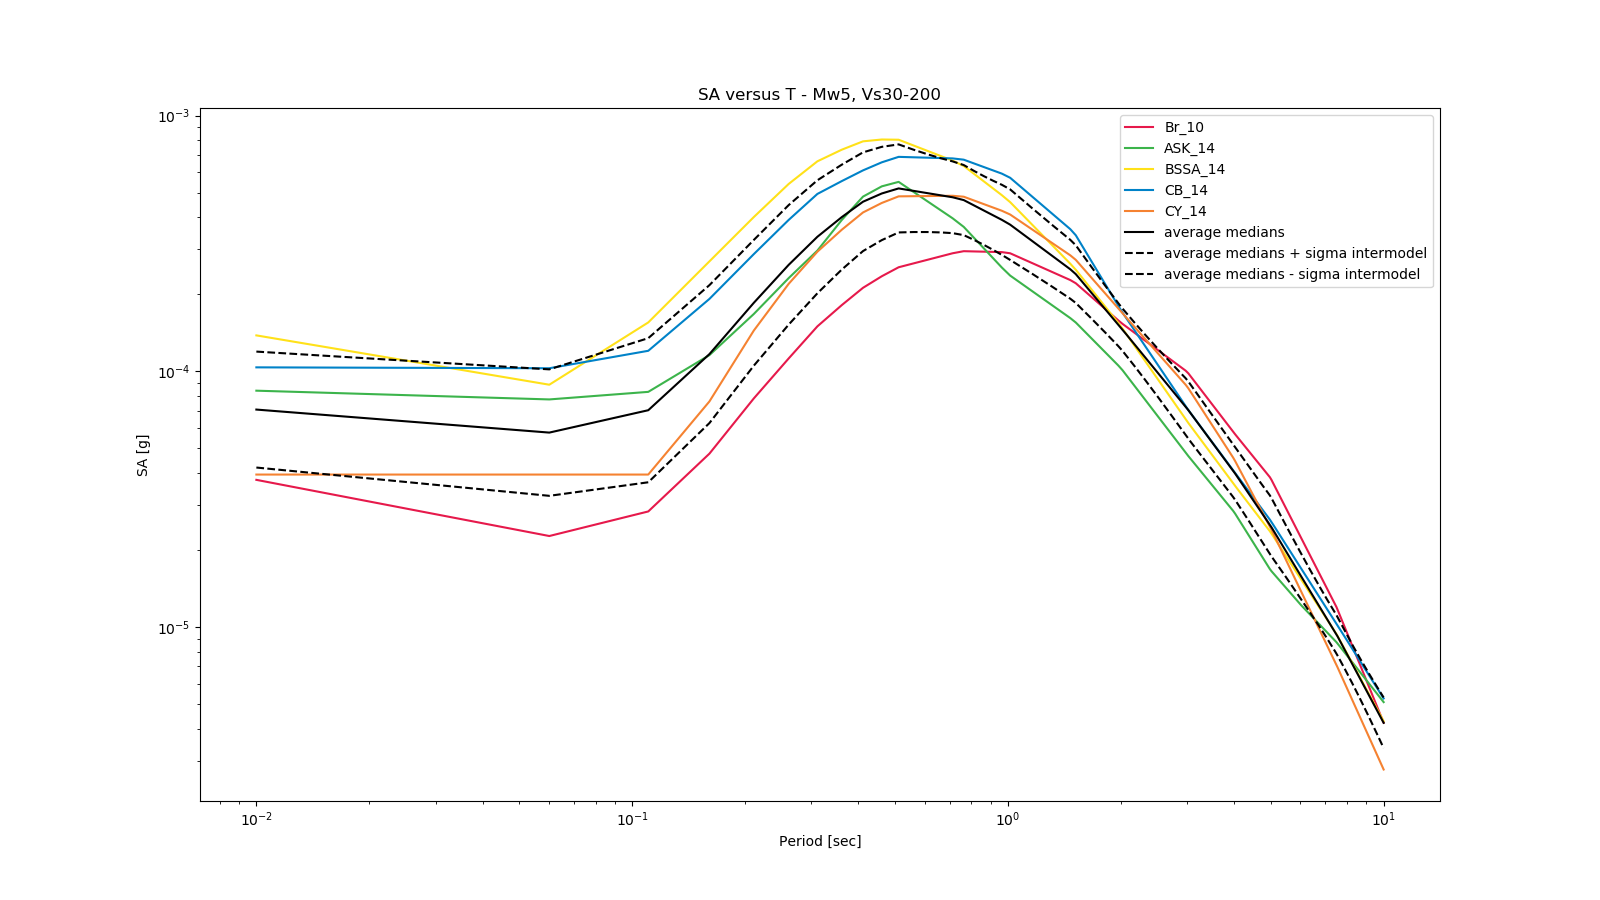 SA versus T - Mw5, Vs30-200
10⁻³
10⁻⁴
10⁻⁵
SA [g]
Br_10
ASK_14
BSSA_14
CB_14
CY_14
average medians
average medians + sigma intermodel
average medians - sigma intermodel
10⁻²
10⁻¹
10⁰
10¹
Period [sec]